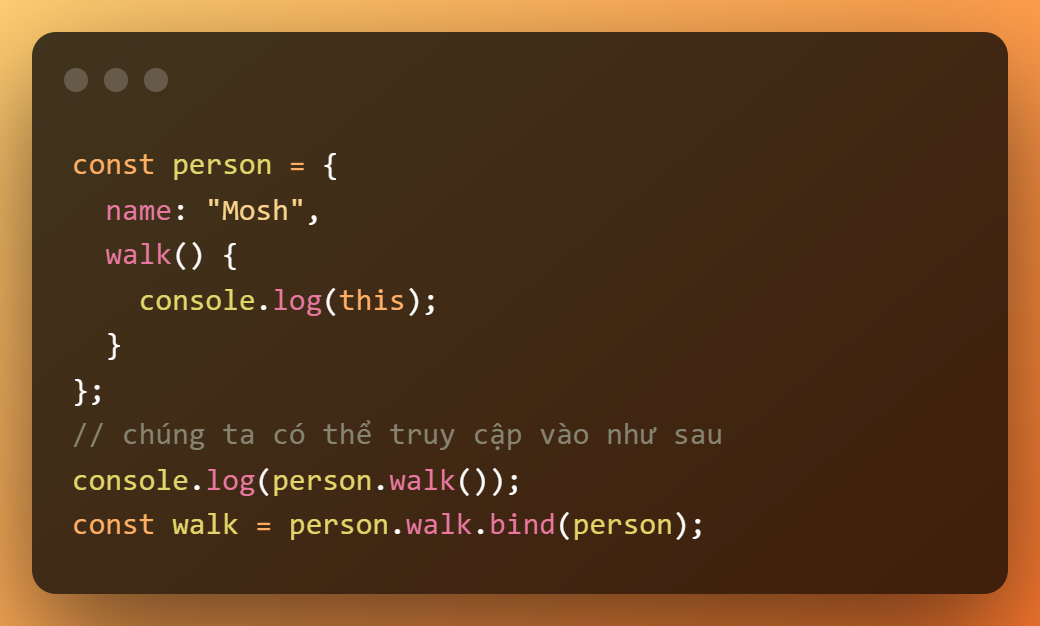 const person = {
  name: "Mosh",
  walk() {
    console.log(this);
  }
};
// chúng ta có thể truy cập vào như sau
console.log(person.walk());
const walk = person.walk.bind(person);